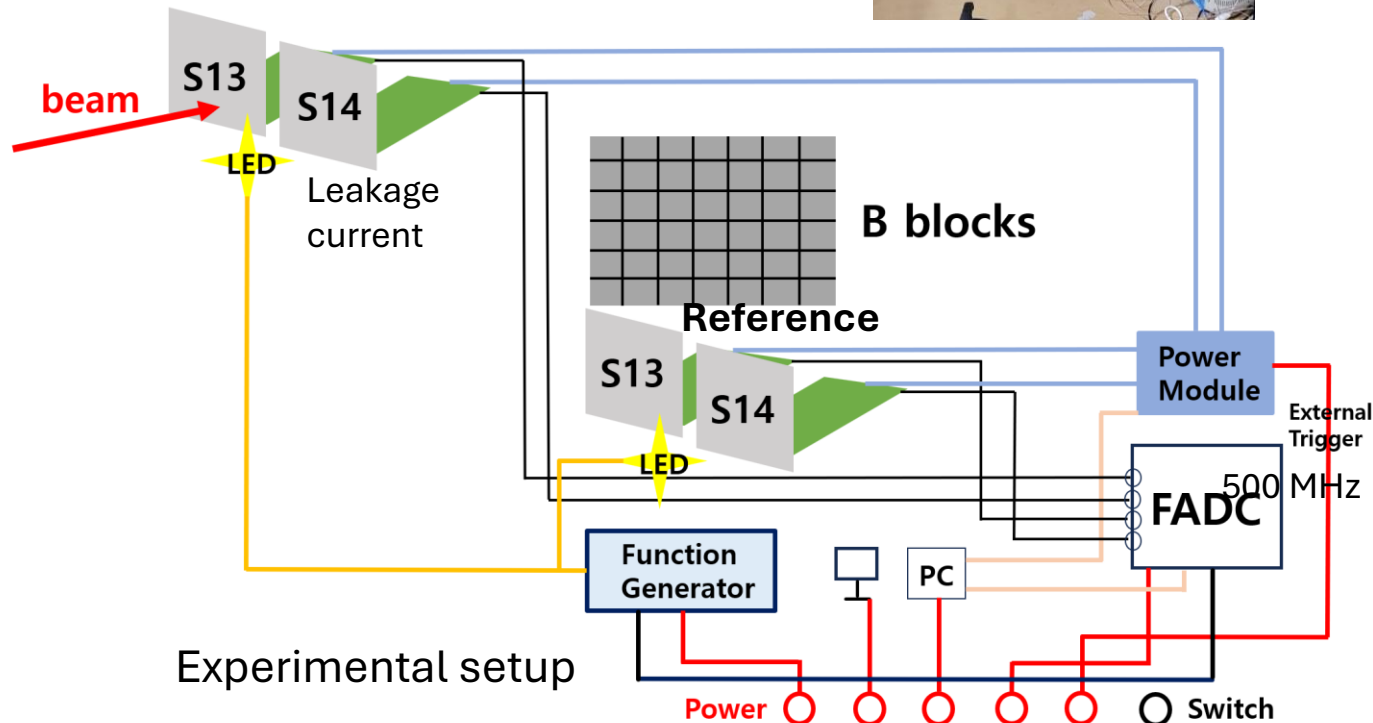 S13
S14
beam
LED
Leakage
current
B blocks
Reference
S13
S14
LED
Power
Module
External
Trigger
500 MHz
FADC
Function
Generator
PC
Experimental setup
Power
Switch